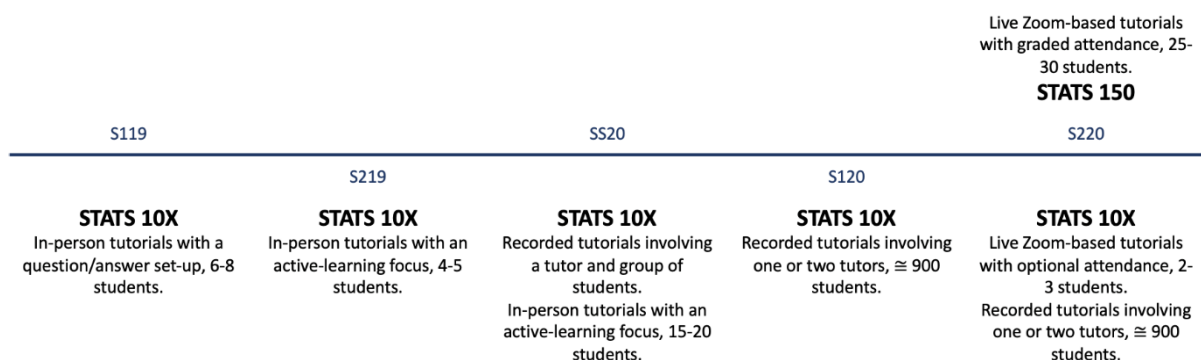 Live Zoom-based tutorials
with graded attendance, 25-
30 students.
STATS 150
S119
SS20
S220
S219
S120
STATS 10X
In-person tutorials with a
question/answer set-up, 6-8
students.
STATS 10X
In-person tutorials with an
active-learning focus, 4-5
students.
STATS 10X
Recorded tutorials involving
a tutor and group of
students.
In-person tutorials with an
active-learning focus, 15-20
students.
STATS 10X
Recorded tutorials involving
one or two tutors, ≅ 900
students.
STATS 10X
Live Zoom-based tutorials
with optional attendance, 2-
3 students.
Recorded tutorials involving
one or two tutors, ≅ 900
students.